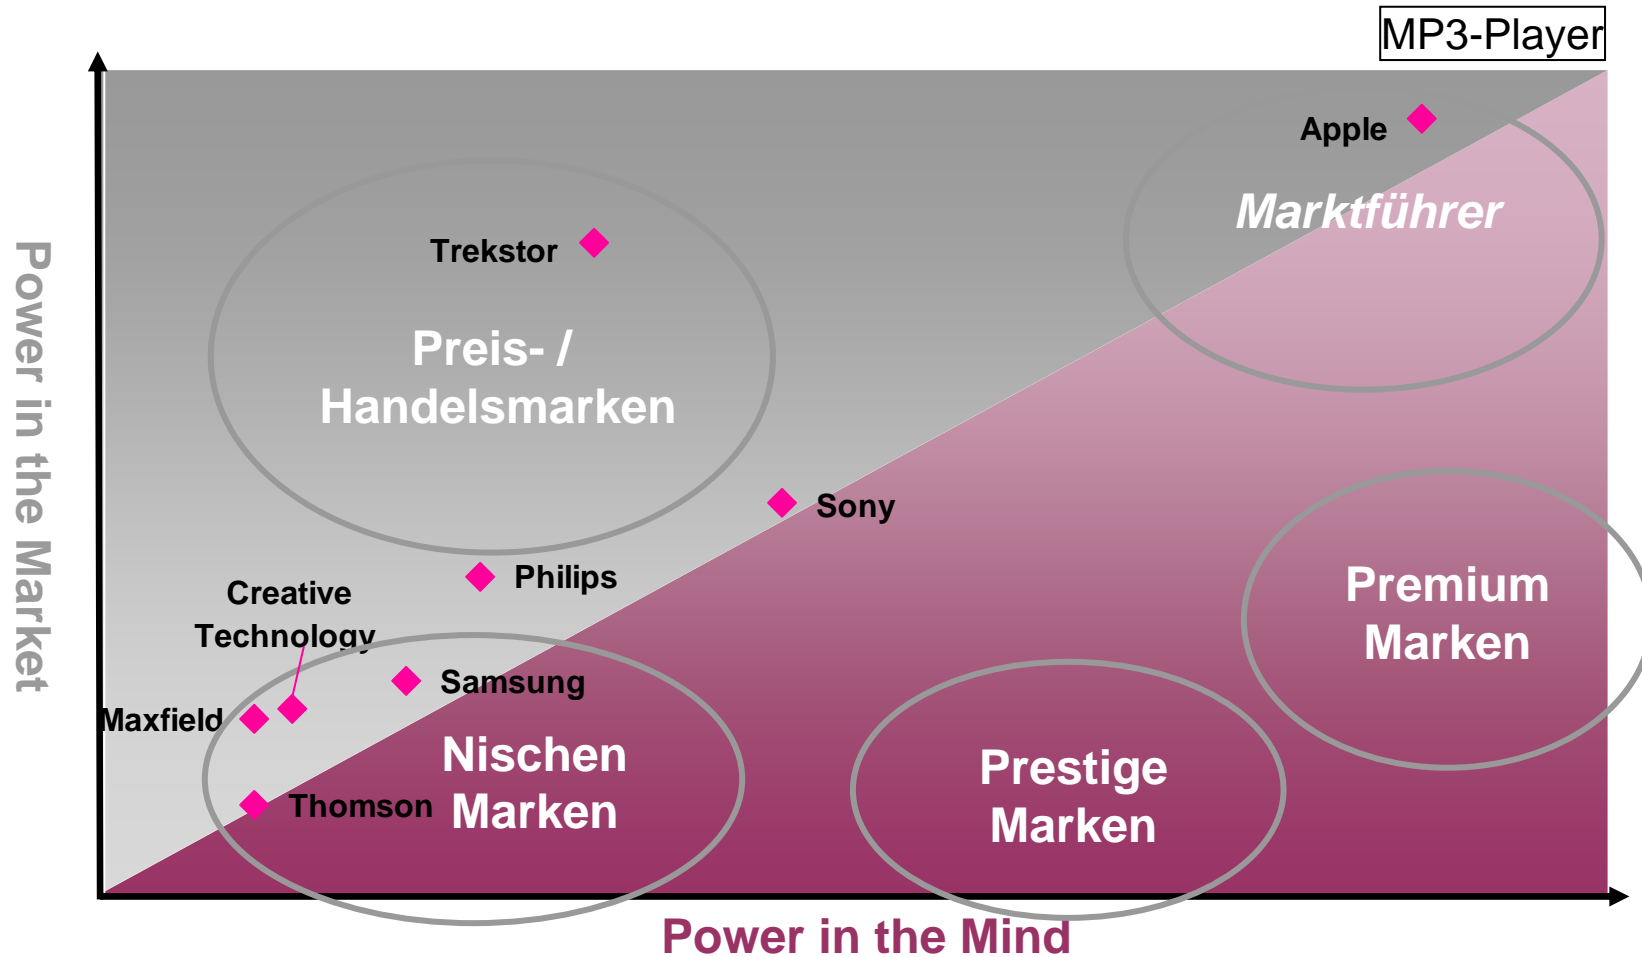 MP3-Player
Apple
Marktführer
Trekstor
Preis- /
Handelsmarken
Power in the Market
Sony
Philips
Creative
Technology
Premium
Marken
Samsung
Maxfield
Nischen
Marken
Prestige
Marken
Thomson
Power in the Mind